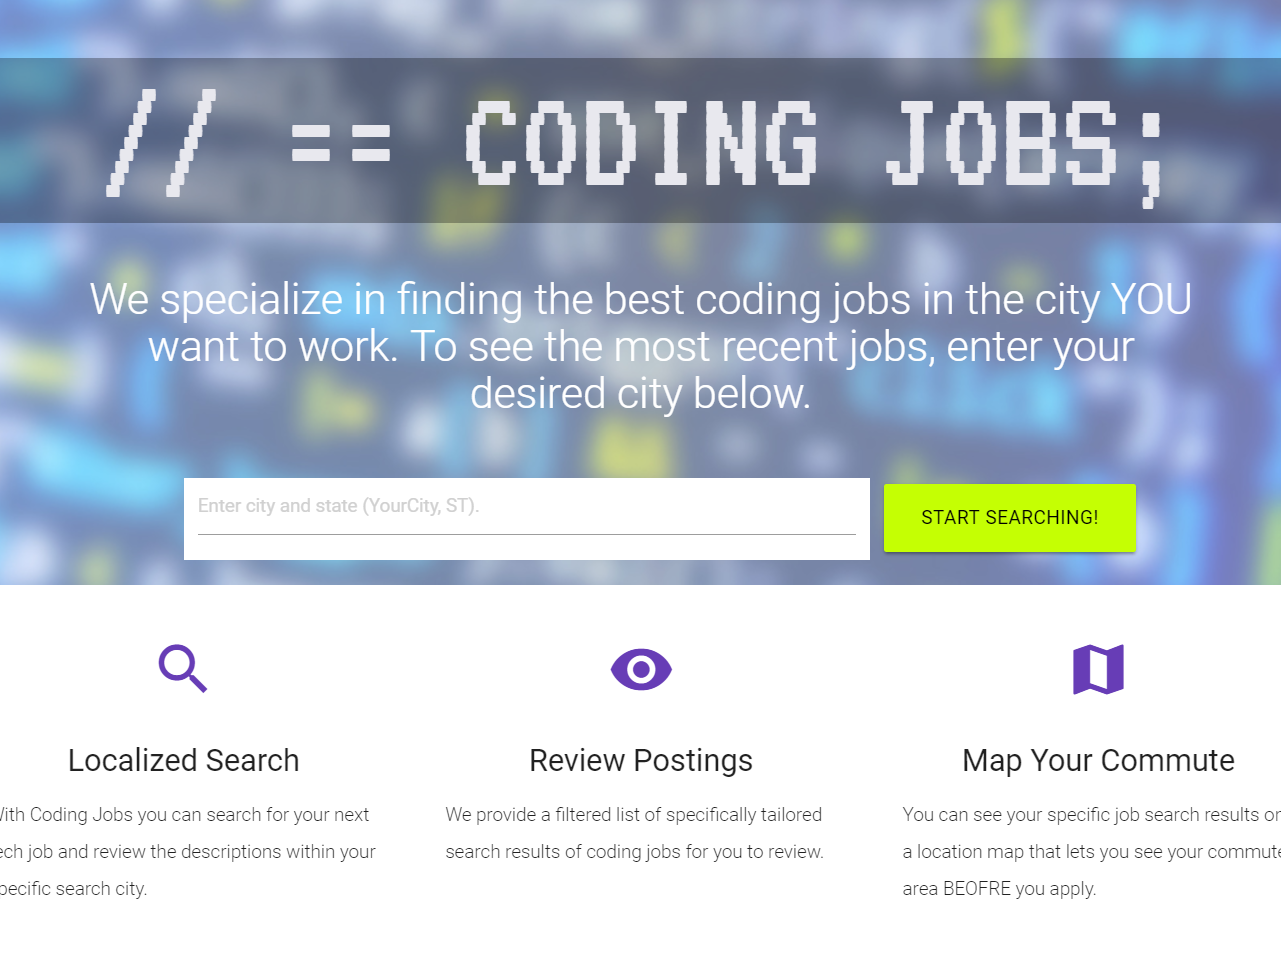 // == CODING JOBS;
We specialize in finding the best coding jobs in the city YOU
want to work. To see the most recent jobs, enter your
desired city below.
Enter city and state (YourCity, ST).
START SEARCHING!
Localized Search
With Coding Jobs you can search for your next
tech job and review the descriptions within your
specific search city.
Review Postings
We provide a filtered list of specifically tailored
search results of coding jobs for you to review.
Map Your Commute
You can see your specific job search results on
a location map that lets you see your commute
area BEOFRE you apply.